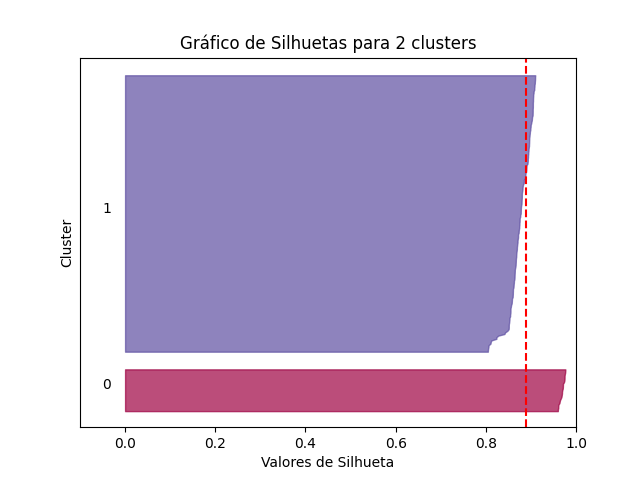 Gráfico de Silhuetas para 2 clusters
Cluster
1
0
0.0 0.2 0.4 0.6 0.8 1.0
Valores de Silhueta